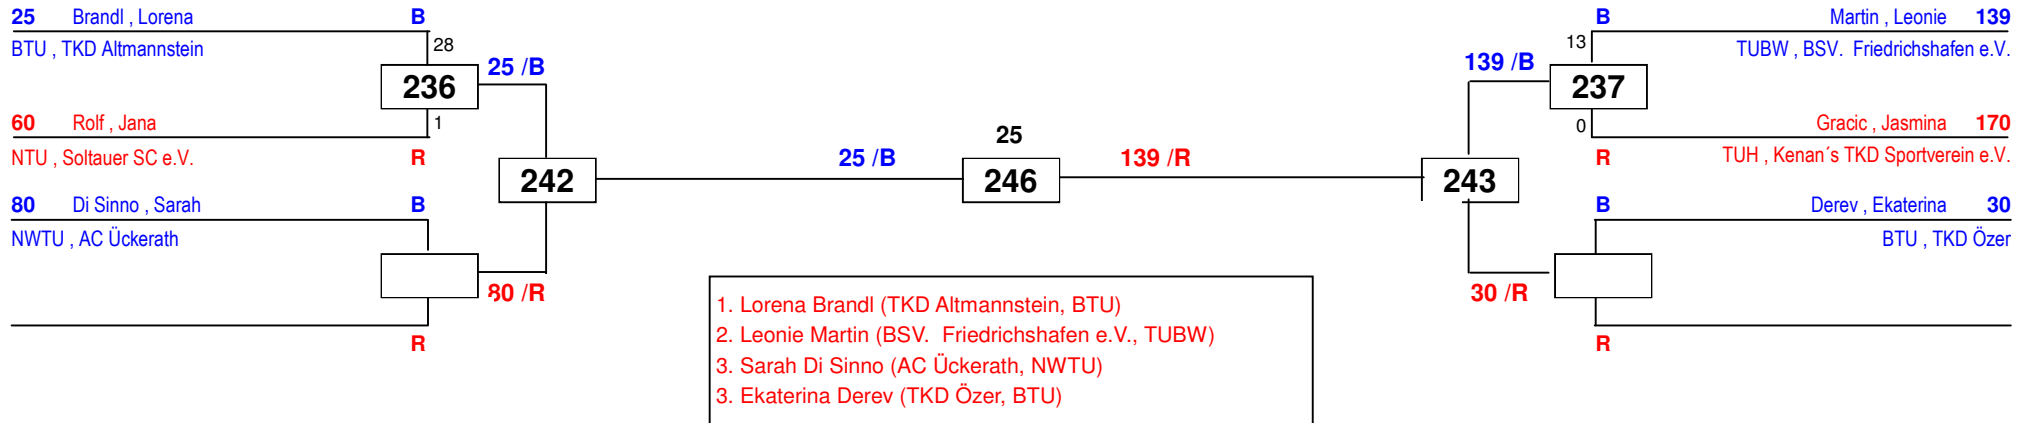 25 Brandl , Lorena B
BTU , TKD Altmannstein
28
236
25 /B
1
60 Rolf , Jana
NTU , Soltauer SC e.V. R
80 Di Sinno , Sarah B
NWTU , AC Ückerath
80 /R
R
242
25 /B
25
246
139 /R
243
B Martin , Leonie 139
TUBW , BSV. Friedrichshafen e.V.
13
139 /B
237
0
Gracic , Jasmina 170
R TUH , Kenan´s TKD Sportverein e.V.
B Derev , Ekaterina 30
BTU , TKD Özer
30 /R
R
1. Lorena Brandl (TKD Altmannstein, BTU)
2. Leonie Martin (BSV. Friedrichshafen e.V., TUBW)
3. Sarah Di Sinno (AC Ückerath, NWTU)
3. Ekaterina Derev (TKD Özer, BTU)